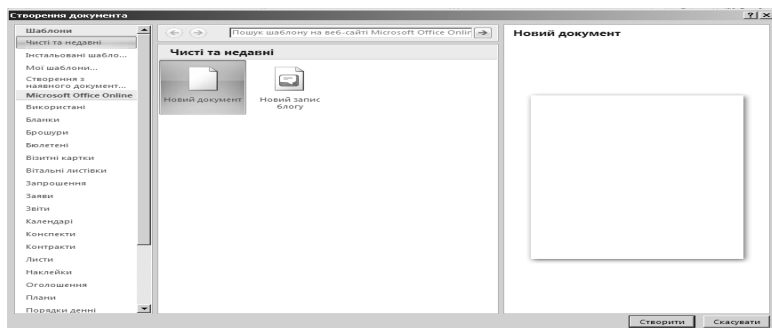 Створення документа
Шаблони
Чисті та недавні
Інстальовані шабло...
Мої шаблони...
Створення з
наявного документ...
Microsoft Office Online
Використані
Бланки
Брошури
Бюлетені
Візитні картки
Вітальні листівки
Запрошення
Заяви
Звіти
Календарі
Конспекти
Контракти
Листи
Наклейки
Оголошення
Плани
Порядки денні
Пошук шаблону на веб-сайті Microsoft Office Onlin
Чисті та недавні
Новий документ
Новий запис
блогу
Новий документ
Створити
Скасувати